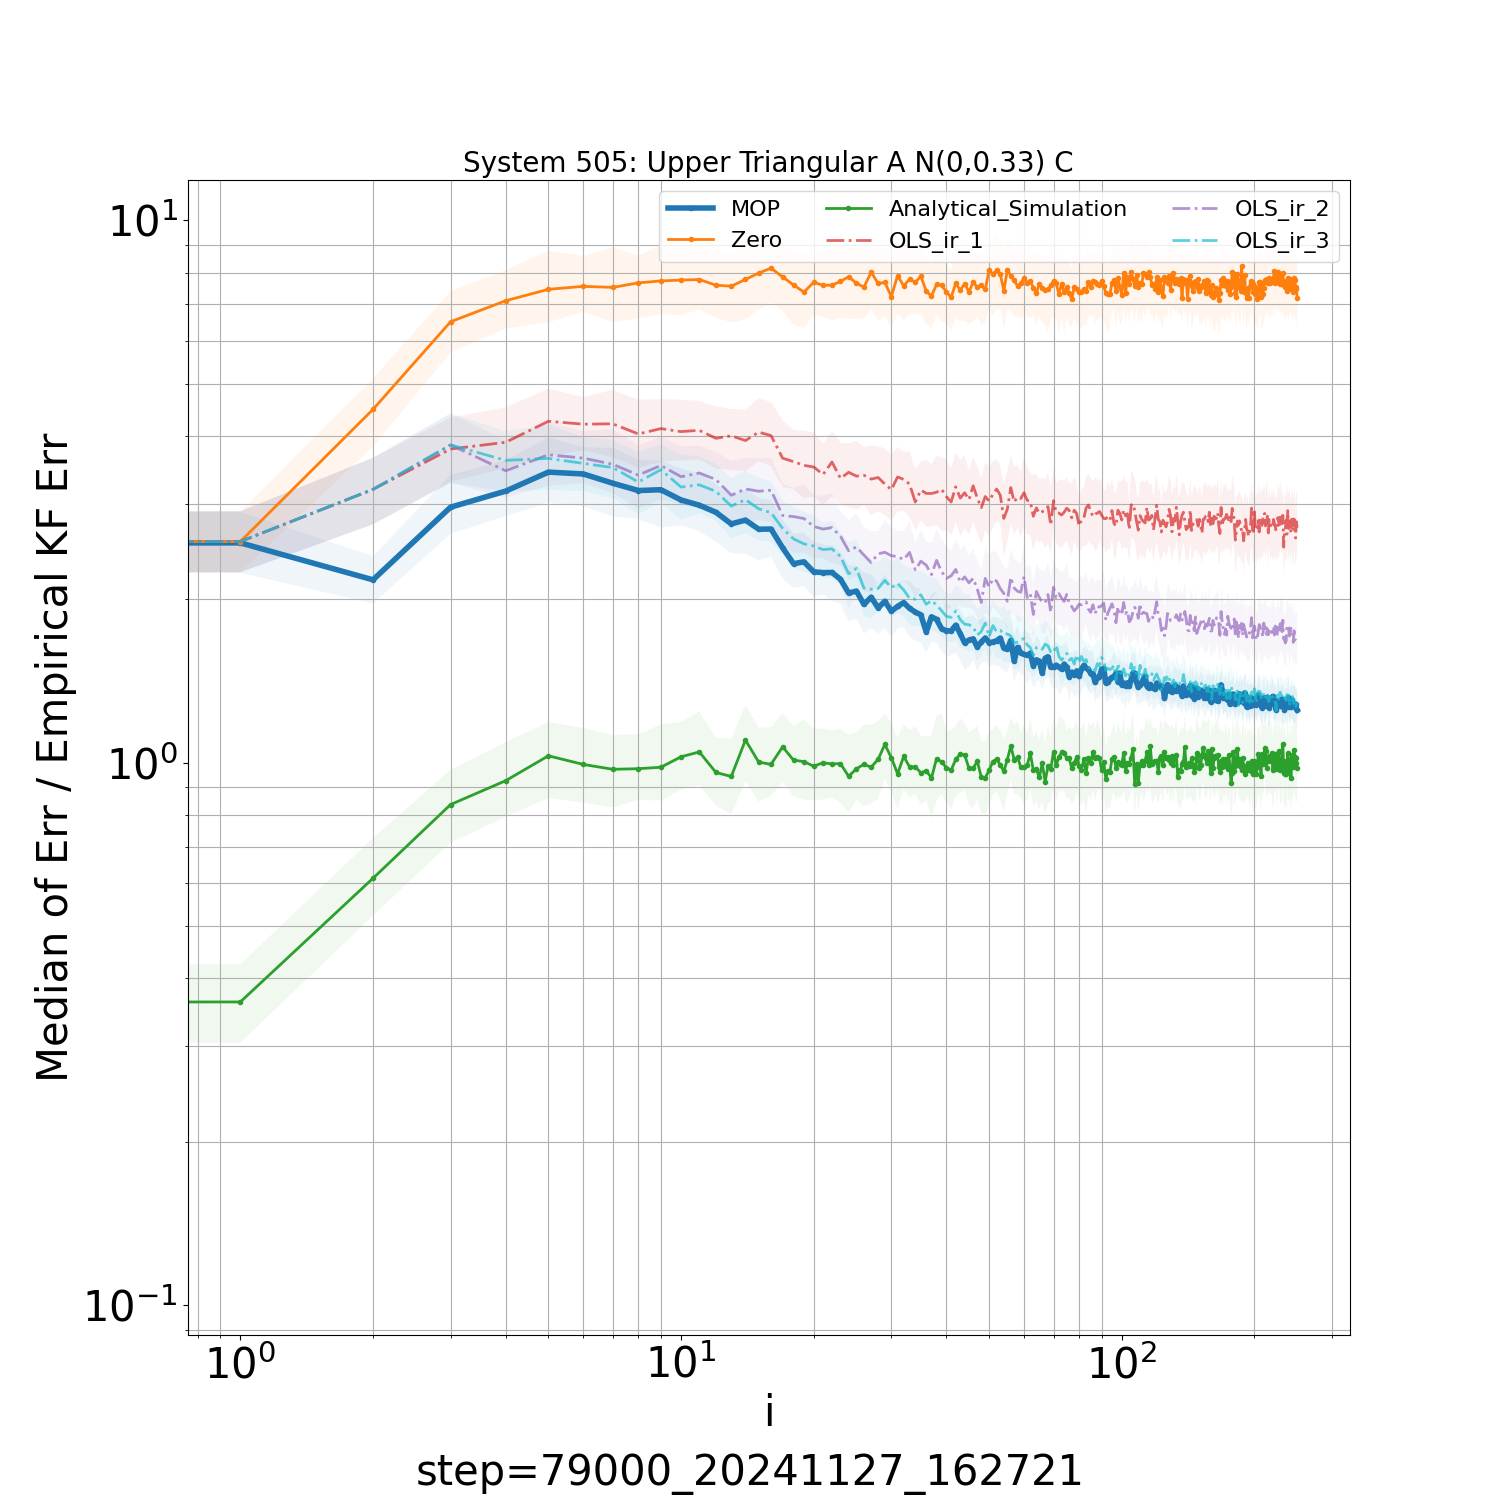 System 505: Upper Triangular A N(0,0.33) C
MOP
Zero
Analytical_Simulation
OLS_ir_1
OLS_ir_2
OLS_ir_3
Median of Err / Empirical KF Err
10¹
10⁰
10⁻¹
10⁰ 10¹ 10²
i
step=79000_20241127_162721